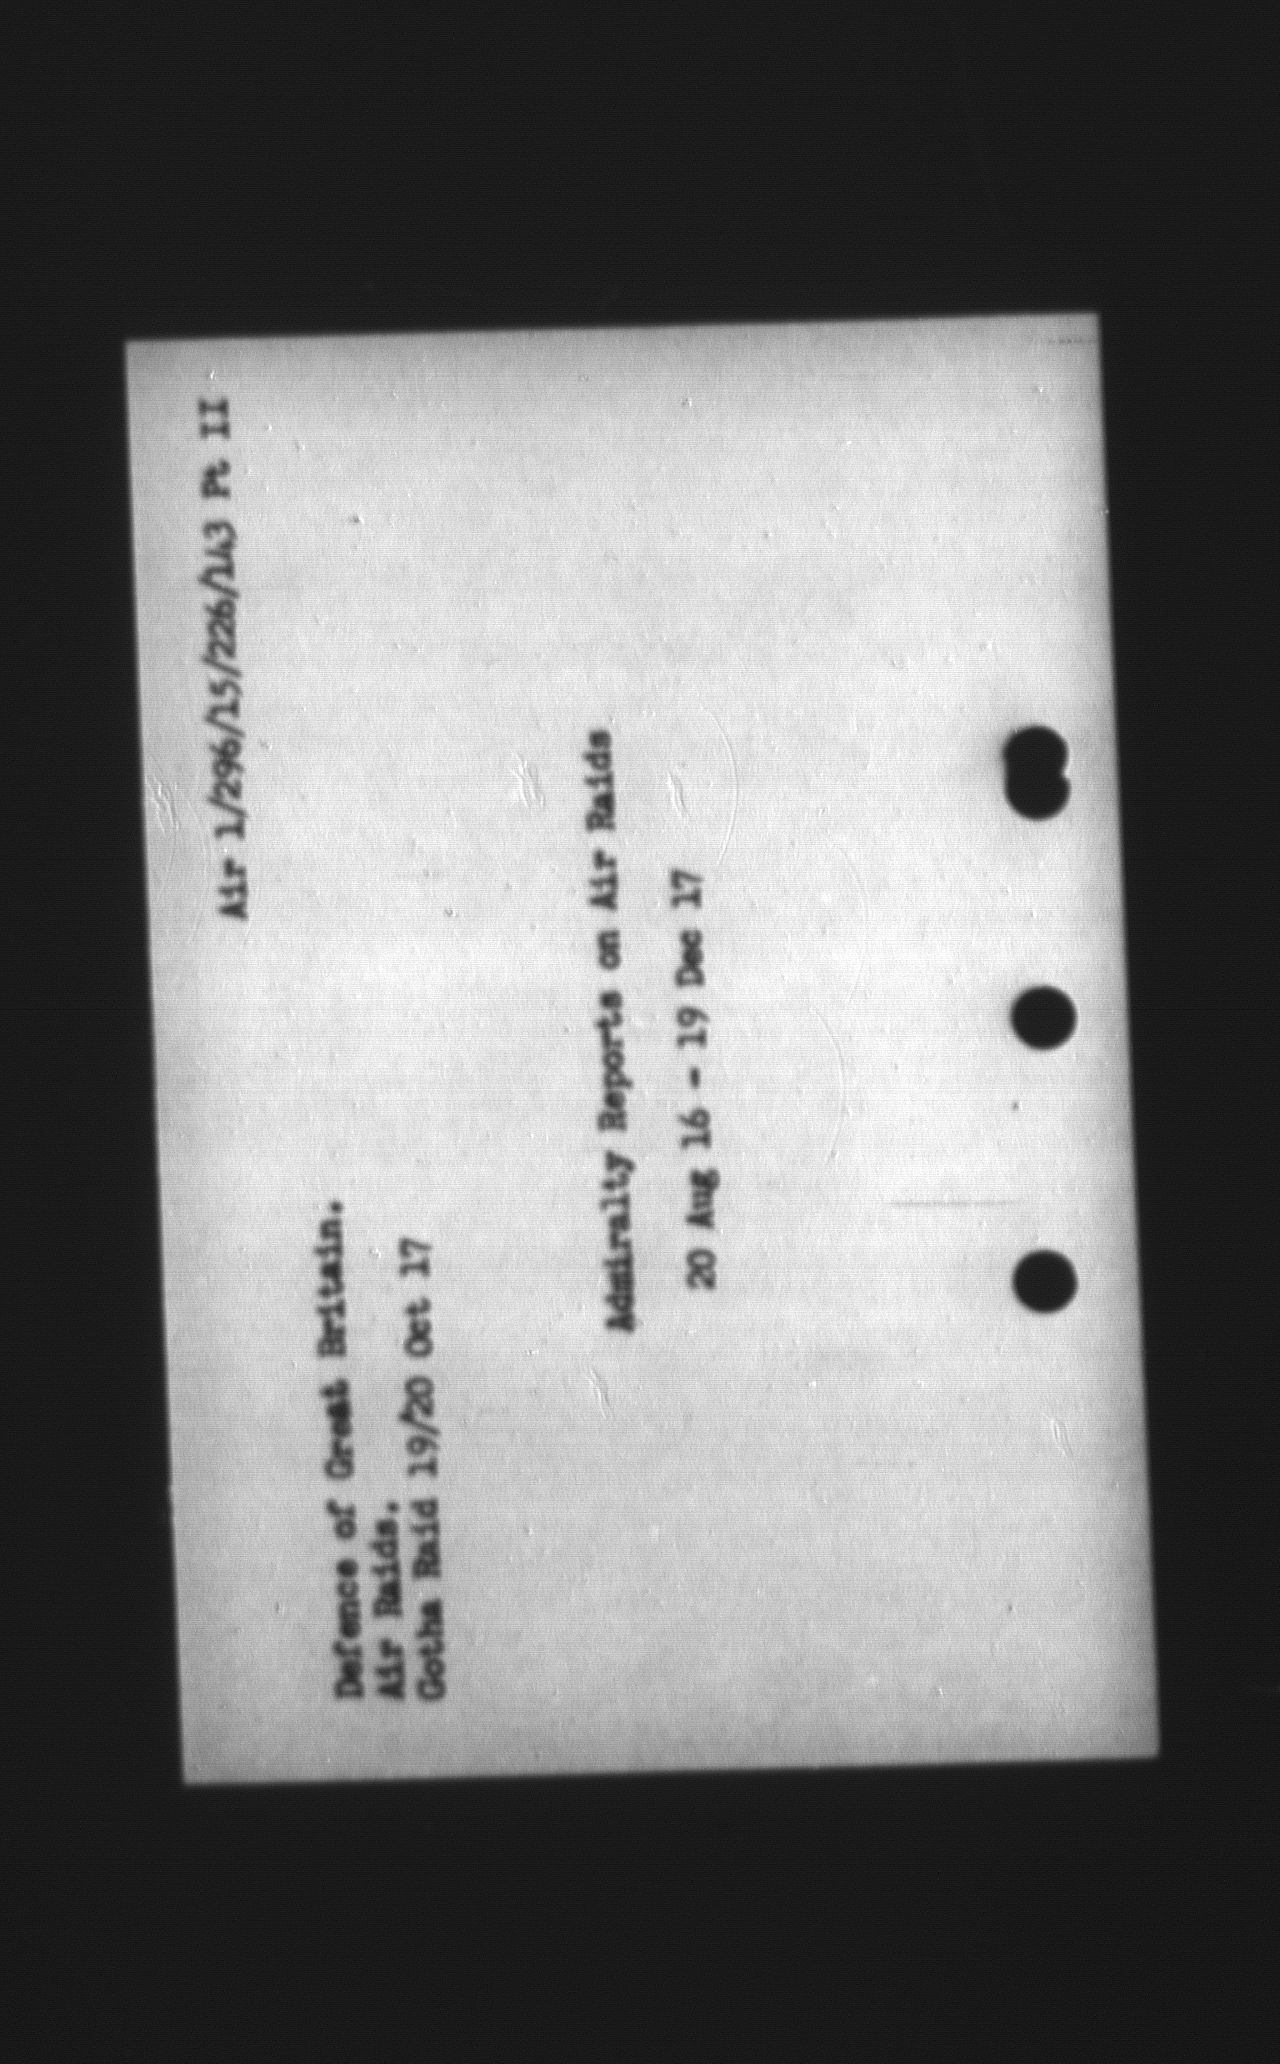 Air 1/296/15/226/143 Pt II
Defence of Great Britain.
Air Raids.
Gotha Raid 19/20 Oct 17
Admiralty Reports on Air Raids
20 Aug 16 - 19 Dec 17